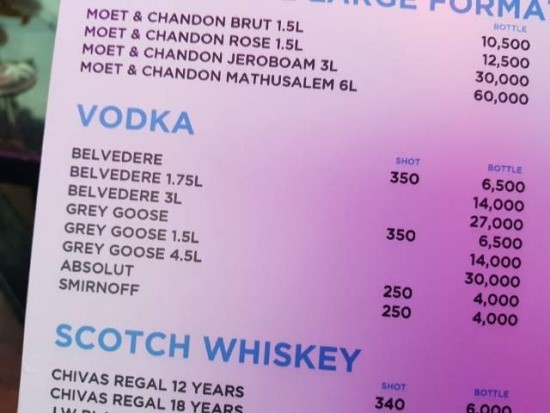 LARGE FORMA
BOTTLE
MOET & CHANDON BRUT 1.5L 10,500
MOET & CHANDON ROSE 1.5L 12,500
MOET & CHANDON JEROBOAM 3L 30,000
MOET & CHANDON MATHUSALEM 6L 60,000
VODKA
SHOT BOTTLE
BELVEDERE 350 6,500
BELVEDERE 1.75L 14,000
BELVEDERE 3L 27,000
GREY GOOSE 350 6,500
GREY GOOSE 1.5L 14,000
GREY GOOSE 4.5L 30,000
ABSOLUT 250 4,000
SMIRNOFF 250 4,000
SCOTCH WHISKEY
SHOT BOTTLE
CHIVAS REGAL 12 YEARS 340 6,000
CHIVAS REGAL 18 YEARS